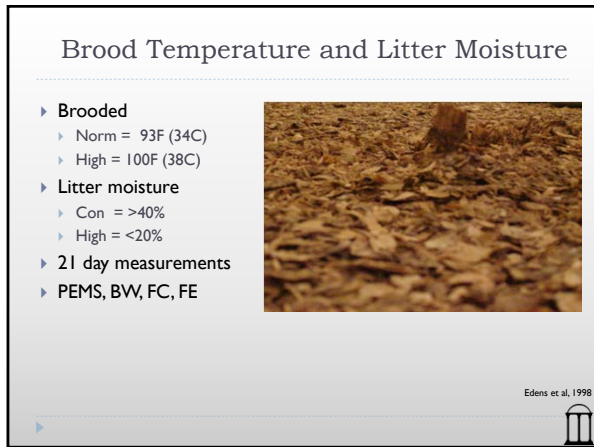 Brood Temperature and Litter Moisture
Brooded
Norm = 93F (34C)
High = 100F (38C)
Litter moisture
Con = >40%
High = <20%
21 day measurements
PEMS, BW, FC, FE
Edens et al, 1998